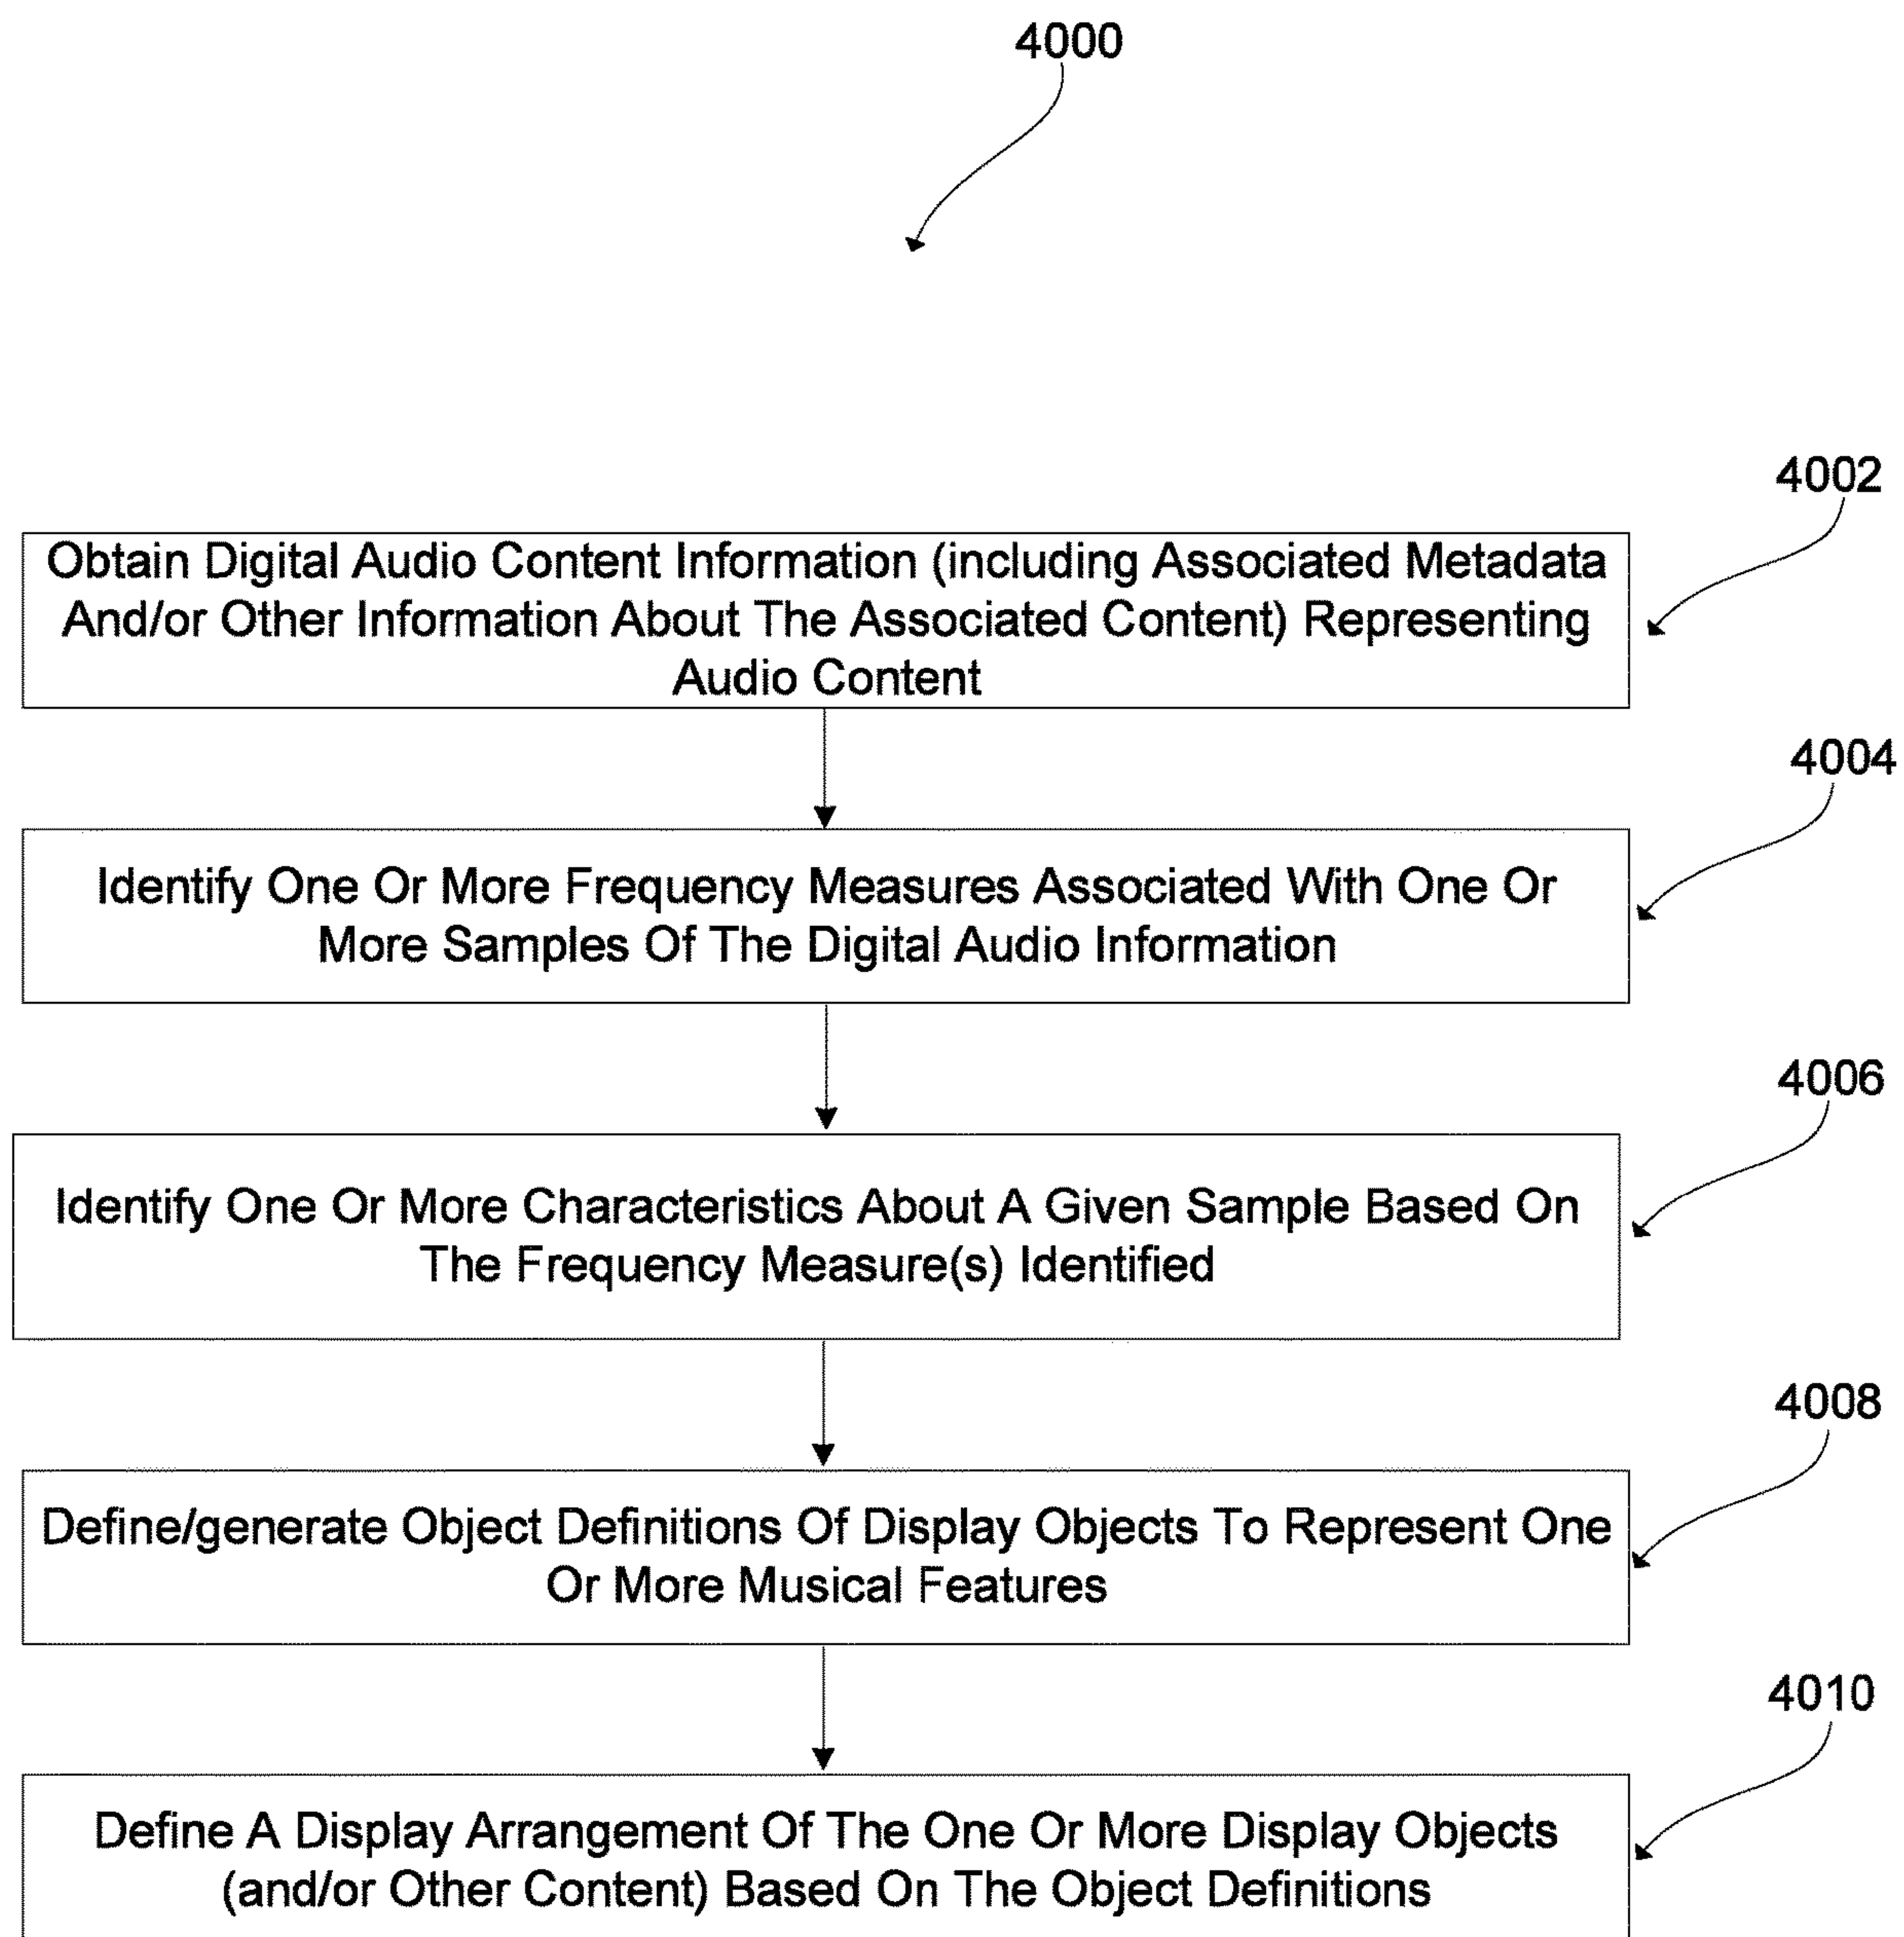 4000
4002
Obtain Digital Audio Content Information (including Associated Metadata
And/or Other Information About The Associated Content) Representing
Audio Content
4004
Identify One Or More Frequency Measures Associated With One Or
More Samples Of The Digital Audio Information
4006
Identify One Or More Characteristics About A Given Sample Based On
The Frequency Measure(s) Identified
4008
Define/generate Object Definitions Of Display Objects To Represent One
Or More Musical Features
4010
Define A Display Arrangement Of The One Or More Display Objects
(and/or Other Content) Based On The Object Definitions